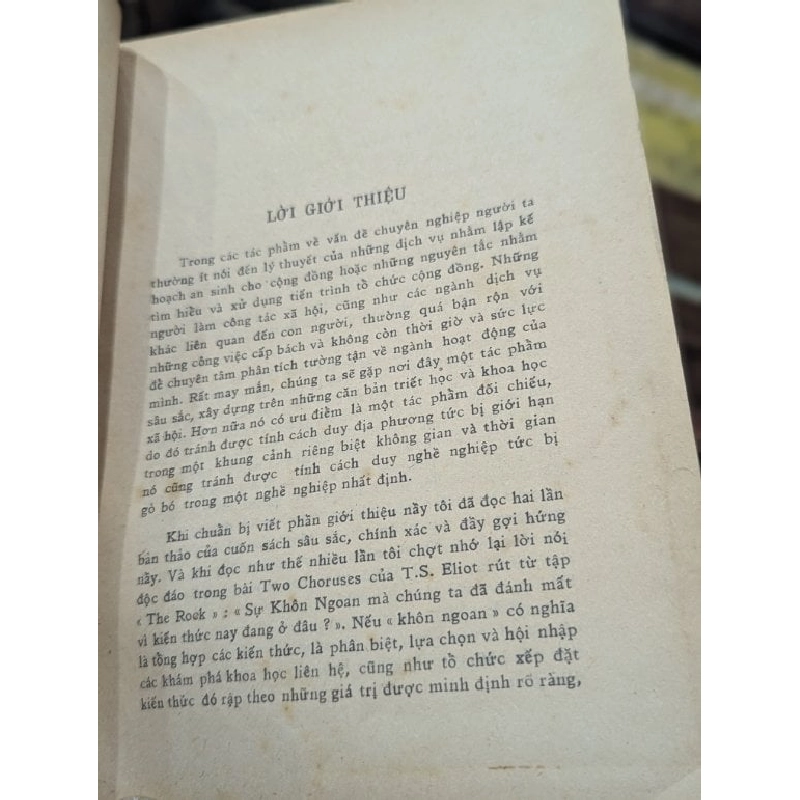 LỜI GIỚI THIỆU
Trong các tác phẩm về vấn đề chuyên nghiệp người ta
thường ít nói đến lý thuyết của những dịch vụ nhằm lập kế
hoạch an sinh cho cộng đồng hoặc những nguyên tắc nhằm
tìm hiểu và xử dụng tiến trình tổ chức cộng đồng. Những
người làm công tác xã hội, cũng như các ngành dịch vụ
khác liên quan đến con người, thường quá bận rộn với
những công việc cấp bách và không còn thời giờ và sức lực
để chuyên tâm phân tích tường tận về ngành hoạt động của
mình. Rất may mắn, chúng ta sẽ gặp nơi đây một tác phẩm
sâu sắc, xây dựng trên những căn bản triết học và khoa học
xã hội. Hơn nữa nó có ưu điểm là một tác phẩm đối chiếu,
do đó tránh được tính cách duy địa phương tức bị giới hạn
trong một khung cảnh riêng biệt không gian và thời gian
nó cũng tránh được tính cách duy nghề nghiệp tức bị
gò bó trong một nghề nghiệp nhất định.
Khi chuẩn bị viết phần giới thiệu nầy tôi đã đọc hai lần
bản thảo của cuốn sách sâu sắc, chính xác và đầy gợi hứng
nầy. Và khi đọc như thế nhiều lần tôi chợt nhớ lại lời nói
độc đáo trong bài Two Choruses của T.S. Eliot rút từ tập
« The Rock » : « Sự Khôn Ngoan mà chúng ta đã đánh mất
vì kiến thức nay đang ở đâu ? ». Nếu « khôn ngoan » có nghĩa
là tổng hợp các kiến thức, là phân biệt, lựa chọn và hội nhập
các khám phá khoa học liên hệ, cũng như tổ chức xếp đặt
kiến thức đó rập theo những giá trị được minh định rõ ràng,